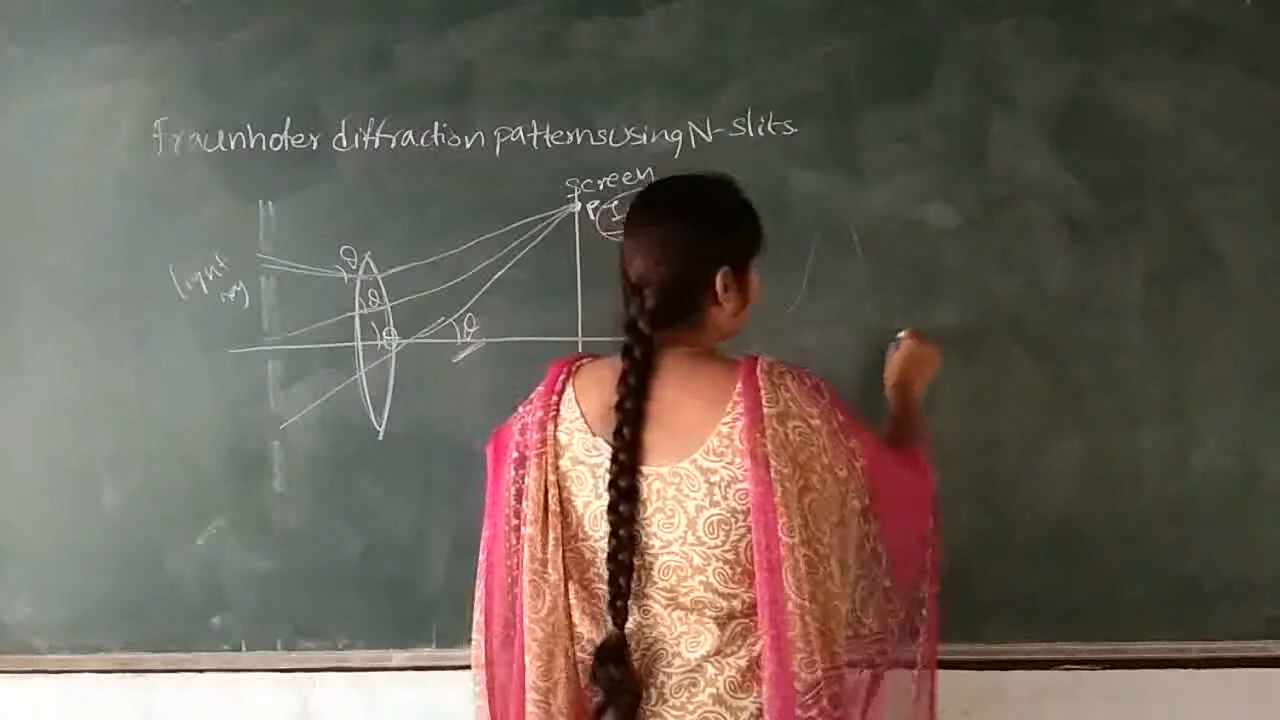 Fraunhofer diffraction patterns using N-slits
screen
P
light
ray
θ
θ
θ
θ